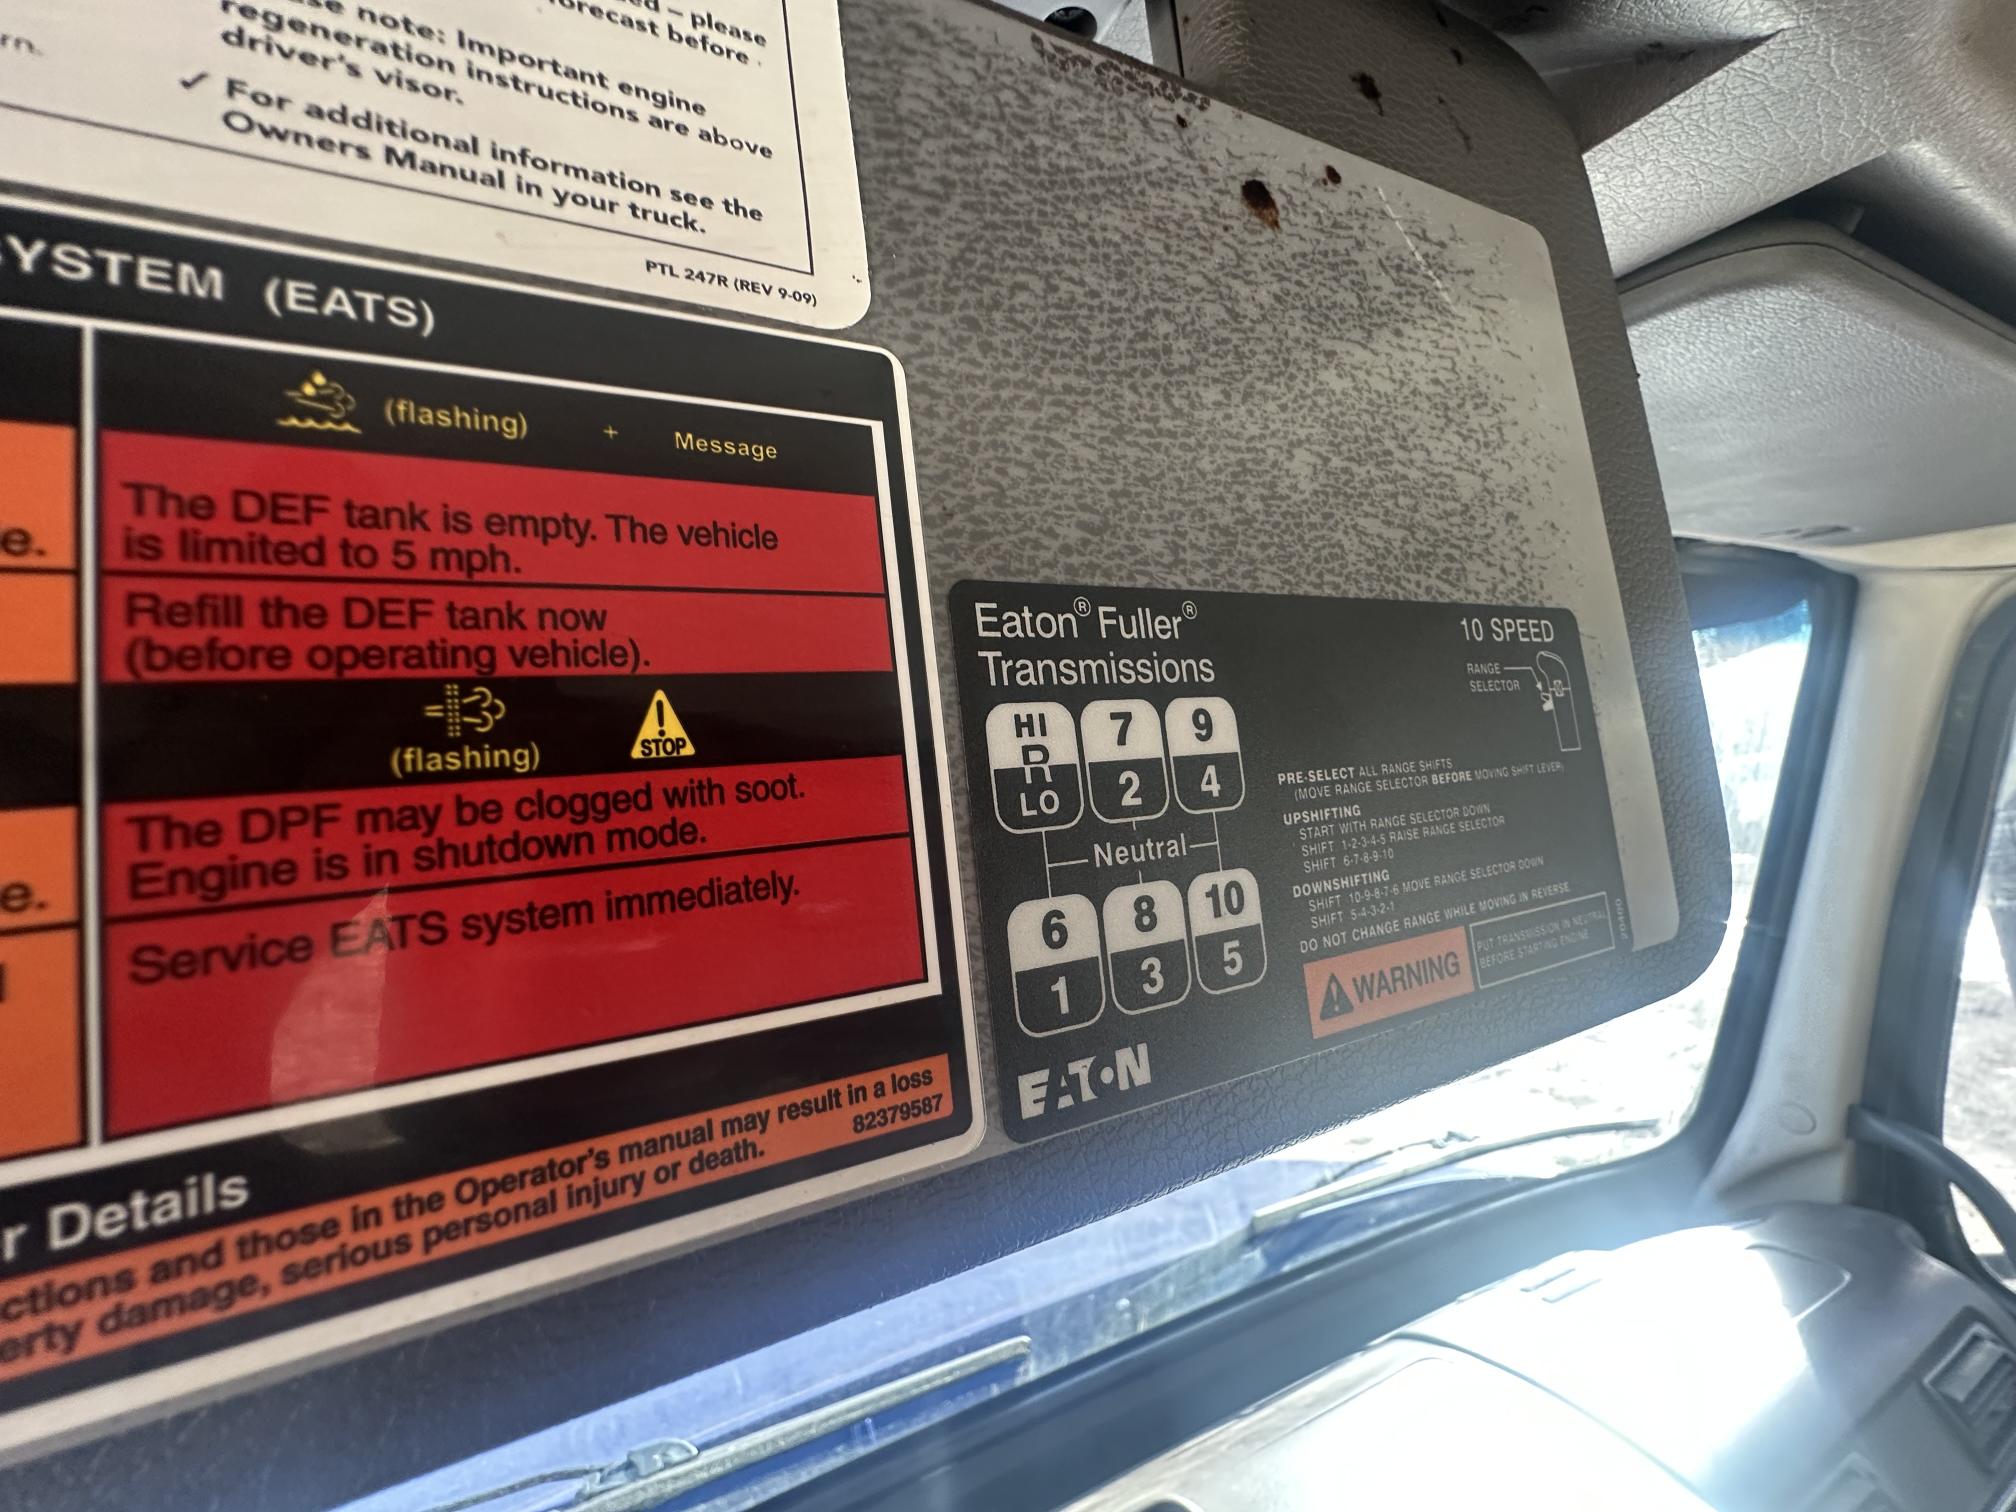 rn.
ed – please
forecast before
se note: Important engine
regeneration instructions are above
driver's visor.
✓ For additional information see the
Owners Manual in your truck.
PTL 247R (REV 9-09)
SYSTEM (EATS)
(flashing) + Message
The DEF tank is empty. The vehicle
is limited to 5 mph.
e.
Refill the DEF tank now
(before operating vehicle).
(flashing)
STOP
The DPF may be clogged with soot.
Engine is in shutdown mode.
e.
Service EATS system immediately.
r Details
ctions and those in the Operator's manual may result in a loss
erty damage, serious personal injury or death.
82379587
Eaton® Fuller®
Transmissions
10 SPEED
RANGE
SELECTOR
HI 7 9
R
LO 2 4
Neutral
6 8 10
1 3 5
PRE-SELECT ALL RANGE SHIFTS
(MOVE RANGE SELECTOR BEFORE MOVING SHIFT LEVER)
UPSHIFTING
START WITH RANGE SELECTOR DOWN
SHIFT 1-2-3-4-5 RAISE RANGE SELECTOR
SHIFT 6-7-8-9-10
DOWNSHIFTING
SHIFT 10-9-8-7-6 MOVE RANGE SELECTOR DOWN
SHIFT 5-4-3-2-1
DO NOT CHANGE RANGE WHILE MOVING IN REVERSE
WARNING
PUT TRANSMISSION IN NEUTRAL
BEFORE STARTING ENGINE
EATON